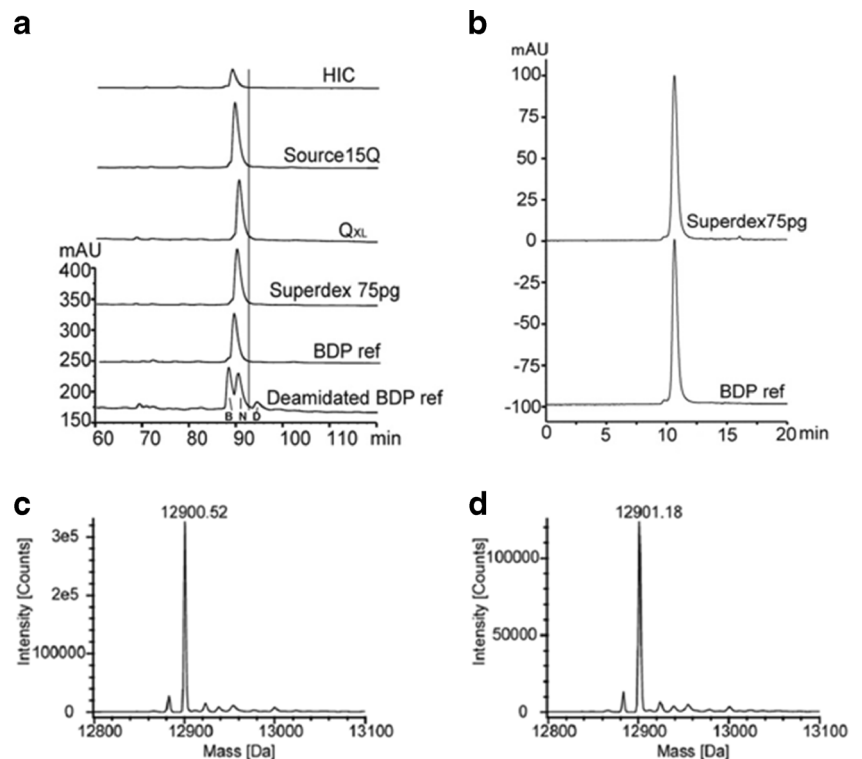 a
HIC
Source15Q
QXL
mAU
400
Superdex 75pg
350
300
BDP ref
250
200
Deamidated BDP ref
150
B N D
60 70 80 90 100 110 min
b
mAU
100
75
50
25
Superdex75pg
0
-25
-50
-75
BDP ref
-100
0 5 10 15 20 min
c
12900.52
3e5
2e5
100000
0
Intensity [Counts]
12800 12900 13000 13100
Mass [Da]
d
12901.18
100000
50000
0
Intensity [Counts]
12800 12900 13000 13100
Mass [Da]